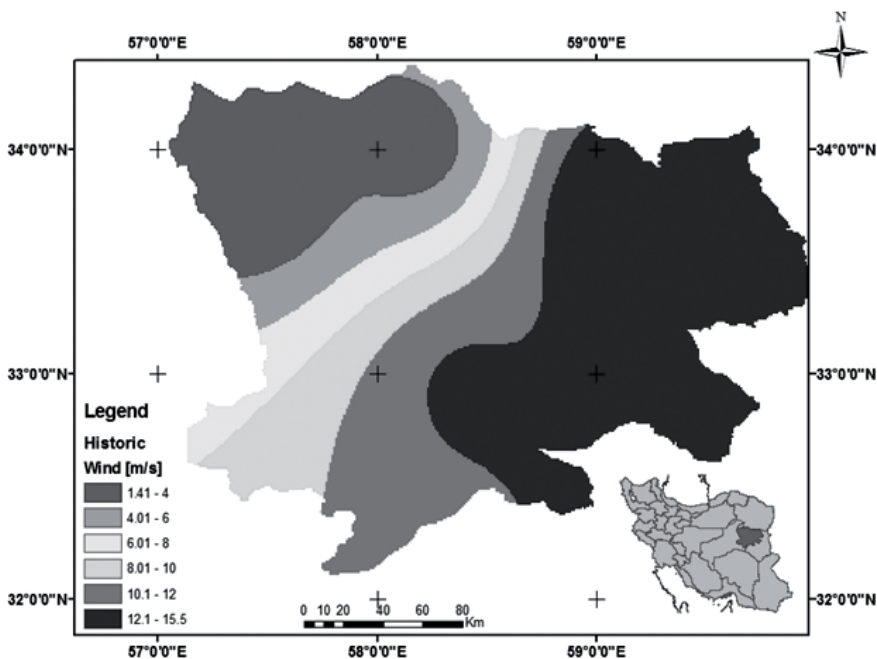 N
57°0'0"E 58°0'0"E 59°0'0"E
34°0'0"N 34°0'0"N
33°0'0"N 33°0'0"N
Legend
Historic
Wind [m/s]
1.41 - 4
4.01 - 6
6.01 - 8
8.01 - 10
10.1 - 12
12.1 - 15.5
32°0'0"N 32°0'0"N
0 10 20 40 60 80
Km
57°0'0"E 58°0'0"E 59°0'0"E